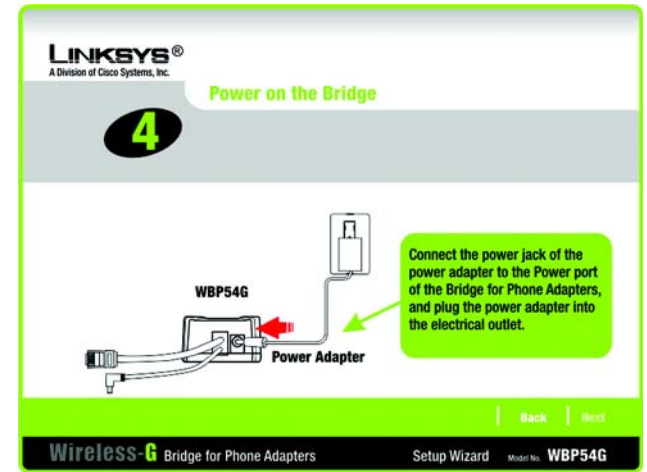 LINKSYS®
A Division of Cisco Systems, Inc.
Power on the Bridge
4
Connect the power jack of the
power adapter to the Power port
of the Bridge for Phone Adapters,
and plug the power adapter into
the electrical outlet.
WBP54G
Power Adapter
Back Next
Wireless-G Bridge for Phone Adapters Setup Wizard Model No. WBP54G